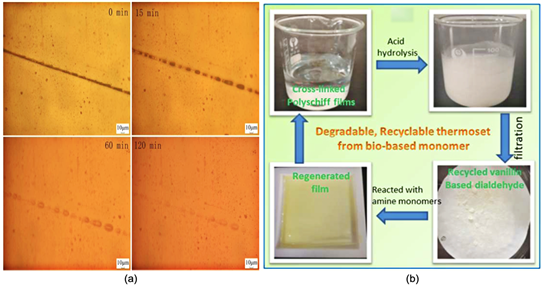 0 min
15 min
10μm
10μm
60 min
120 min
10μm
10μm
(a)
Acid
hydrolysis
Cross-linked
Polyschiff films
Degradable, Recyclable thermoset
from bio-based monomer
filtration
Regenerated
film
Reacted with
amine monomers
Recycled vanillin
Based dialdehyde
(b)